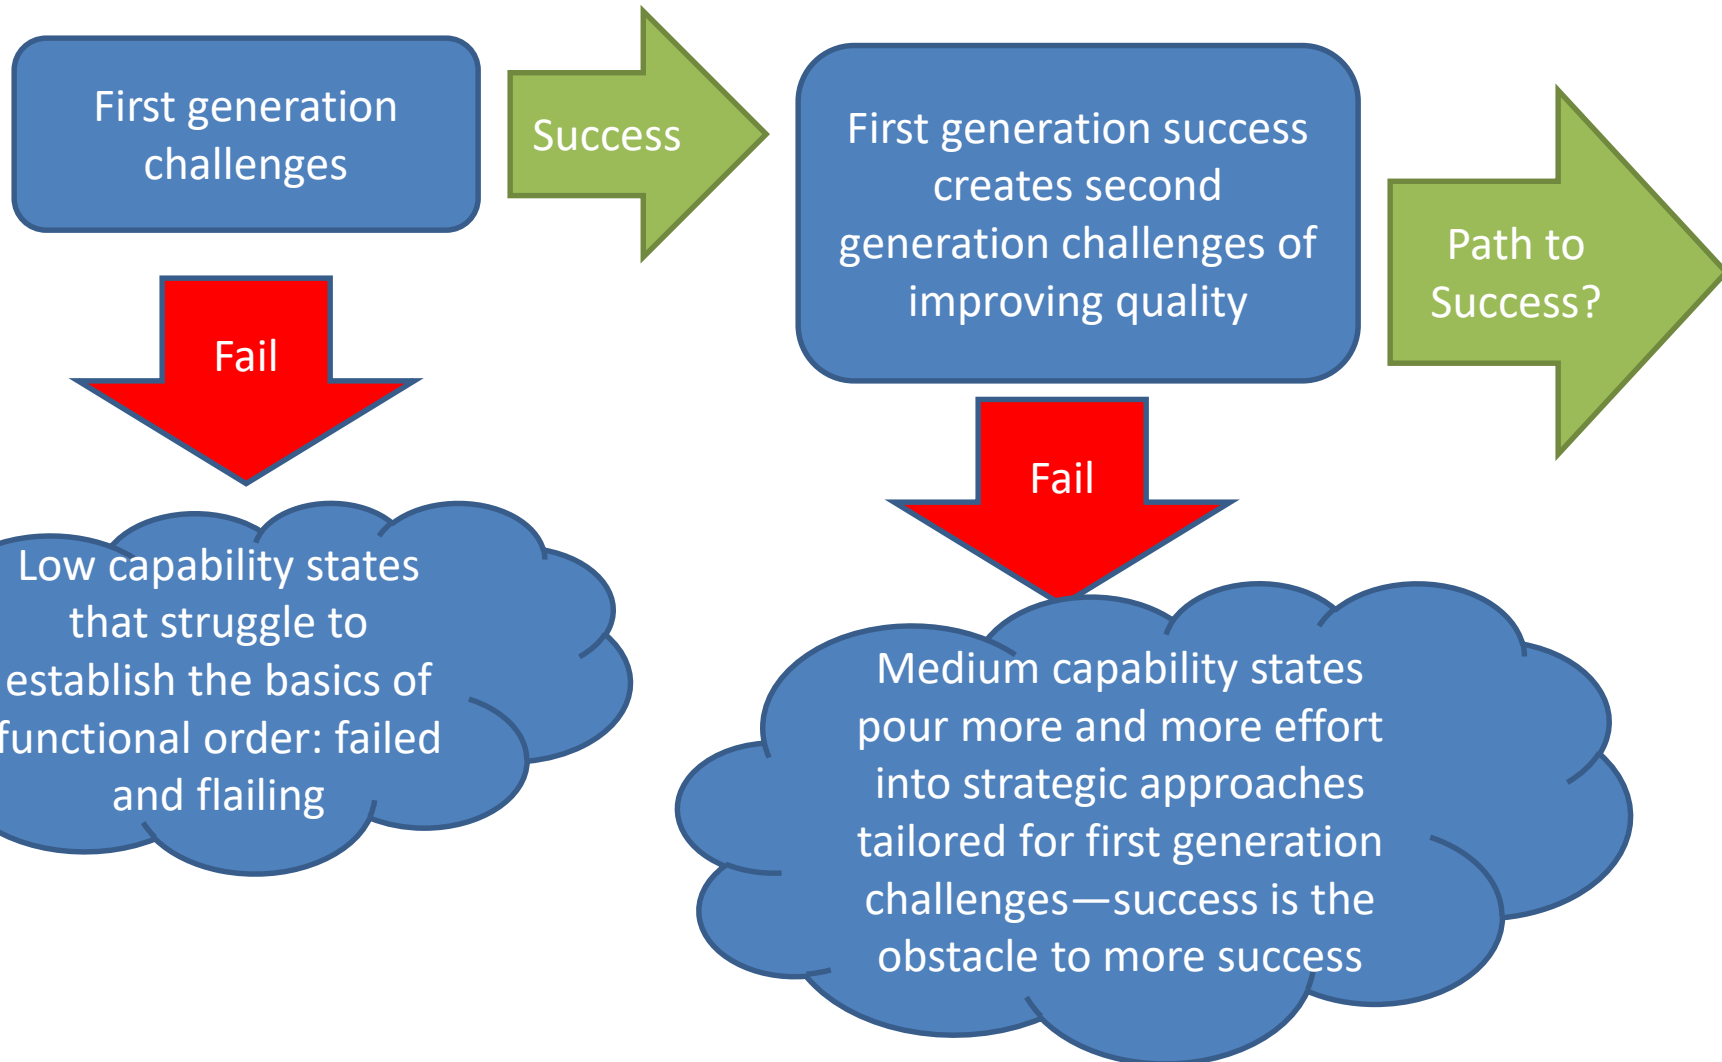 First generation
challenges
Success
First generation success
creates second
generation challenges of
improving quality
Path to
Success?
Fail
Fail
Low capability states
that struggle to
establish the basics of
functional order: failed
and flailing
Medium capability states
pour more and more effort
into strategic approaches
tailored for first generation
challenges—success is the
obstacle to more success